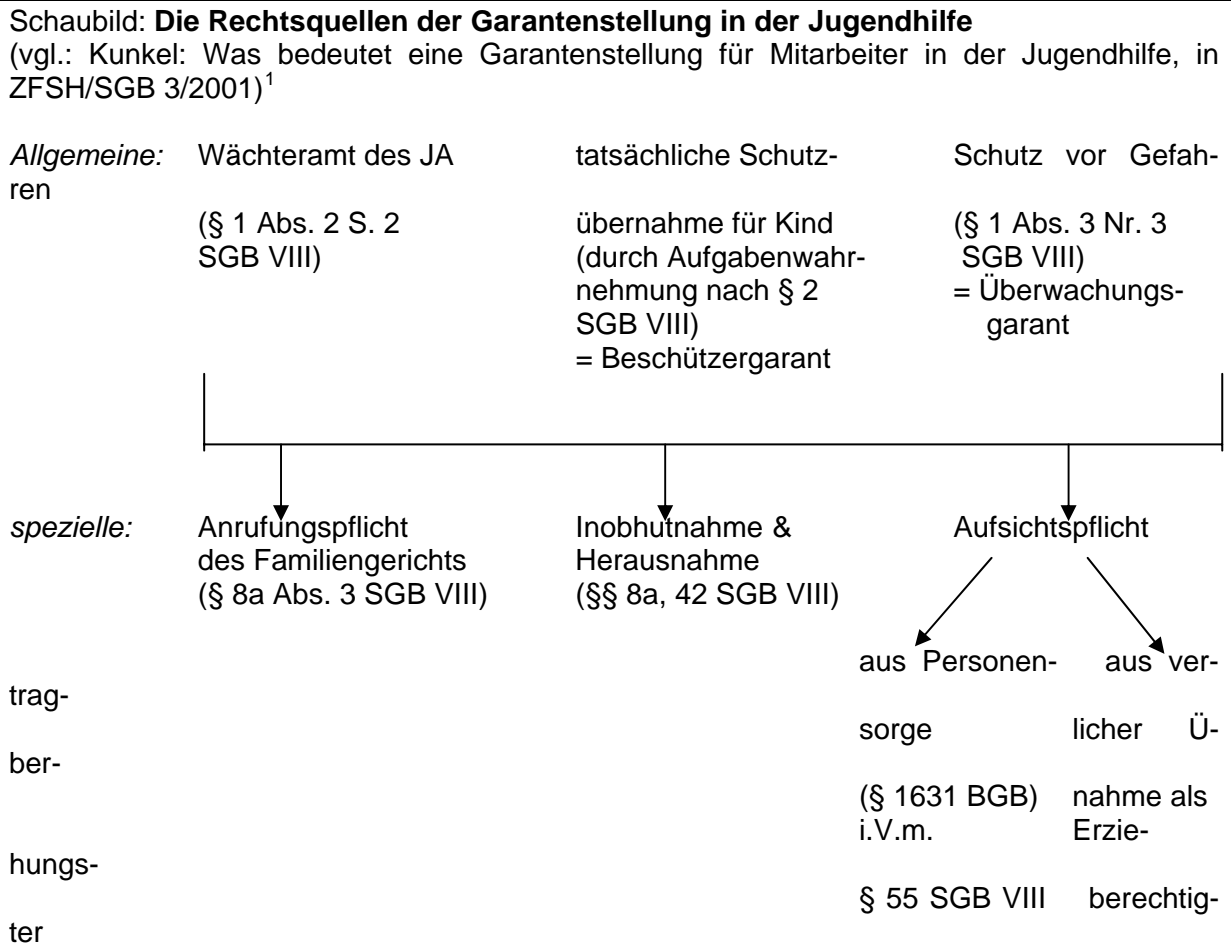 Schaubild: Die Rechtsquellen der Garantenstellung in der Jugendhilfe
(vgl.: Kunkel: Was bedeutet eine Garantenstellung für Mitarbeiter in der Jugendhilfe, in
ZFSH/SGB 3/2001)1
Allgemeine: Wächteramt des JA tatsächliche Schutz- Schutz vor Gefah-
ren
(§ 1 Abs. 2 S. 2 übernahme für Kind (§ 1 Abs. 3 Nr. 3
SGB VIII) (durch Aufgabenwahr- SGB VIII)
nehmung nach § 2 = Überwachungs-
SGB VIII) garant
= Beschützergarant
spezielle: Anrufungspflicht Inobhutnahme & Aufsichtspflicht
des Familiengerichts Herausnahme
(§ 8a Abs. 3 SGB VIII) (§§ 8a, 42 SGB VIII)
aus Personen- aus ver-
trag-
sorge licher Ü-
ber-
(§ 1631 BGB) nahme als
i.V.m. Erzie-
hungs-
§ 55 SGB VIII berechtig-
ter